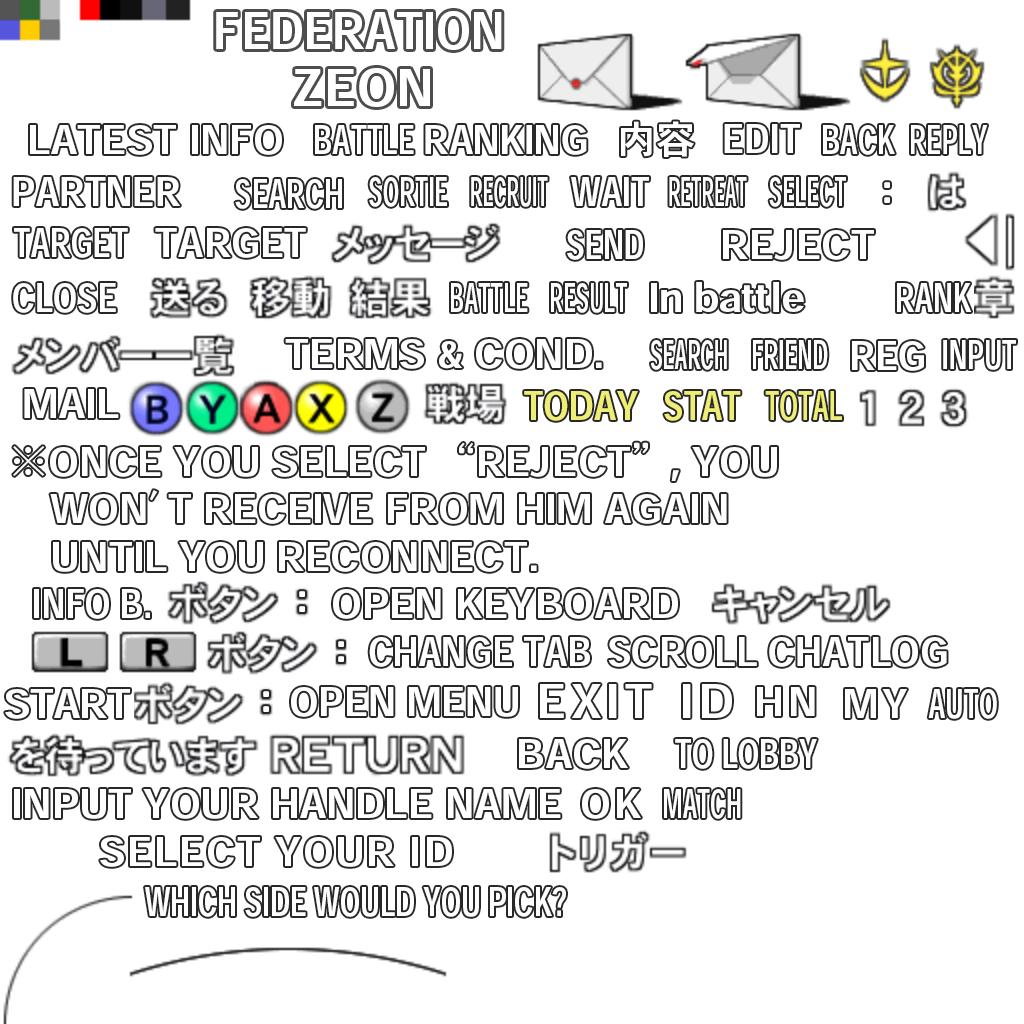 FEDERATION
ZEON
LATEST INFO BATTLE RANKING 内容 EDIT BACK REPLY
PARTNER SEARCH SORTIE RECRUIT WAIT RETREAT SELECT : は
TARGET TARGET メッセージ SEND REJECT
CLOSE 送る 移動 結果 BATTLE RESULT In battle RANK章
メンバー一覧 TERMS & COND. SEARCH FRIEND REG INPUT
MAIL B Y A X Z 戦場 TODAY STAT TOTAL 1 2 3
※ONCE YOU SELECT “REJECT”, YOU
WON'T RECEIVE FROM HIM AGAIN
UNTIL YOU RECONNECT.
INFO B. ボタン : OPEN KEYBOARD キャンセル
L R ボタン : CHANGE TAB SCROLL CHATLOG
STARTボタン : OPEN MENU EXIT ID HN MY AUTO
を待っています RETURN BACK TO LOBBY
INPUT YOUR HANDLE NAME OK MATCH
SELECT YOUR ID トリガー
WHICH SIDE WOULD YOU PICK?